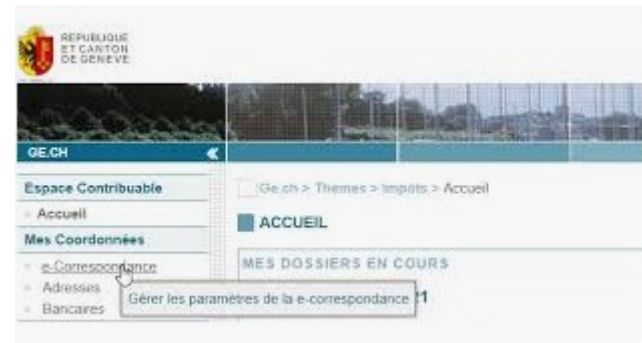 REPUBLIQUE
ET CANTON
DE GENEVE
GE.CH
Espace Contribuable
Accueil
Mes Coordonnées
e-Correspondance
Adresses
Bancaires
Ge.ch > Thèmes > Impôts > Accueil
ACCUEIL
MES DOSSIERS EN COURS
Gérer les paramètres de la e-correspondance